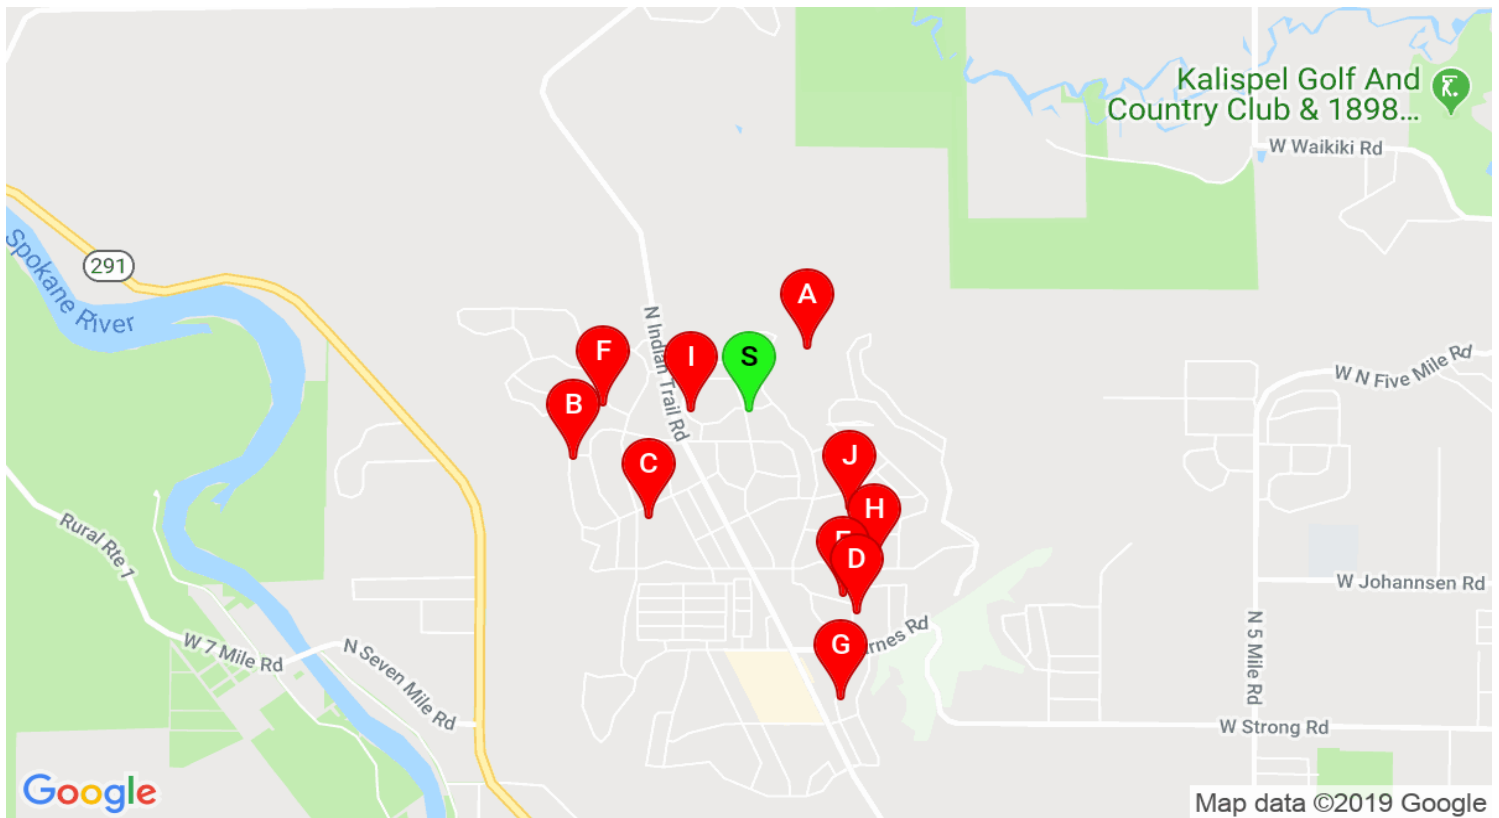 Kalispel Golf And
Country Club & 1898...
W Waikiki Rd
Spokane River
291
A
N Indian Trail Rd
F
I
S
B
W N Five Mile Rd
J
C
H
D
Rural Rte 1
W Johannsen Rd
W 7 Mile Rd
N Seven Mile Rd
G
N 5 Mile Rd
W Strong Rd
Google
Map data ©2019 Google